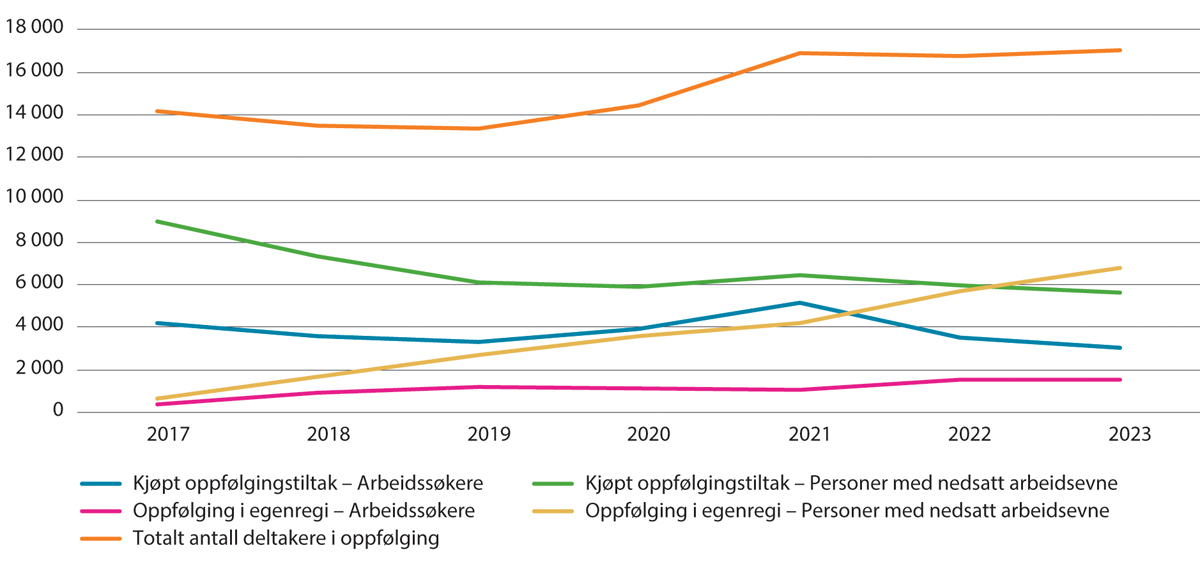 18 000
16 000
14 000
12 000
10 000
8 000
6 000
4 000
2 000
0
2017 2018 2019 2020 2021 2022 2023
Kjøpt oppfølgingstiltak – Arbeidssøkere Kjøpt oppfølgingstiltak – Personer med nedsatt arbeidsevne
Oppfølging i egenregi – Arbeidssøkere Oppfølging i egenregi – Personer med nedsatt arbeidsevne
Totalt antall deltakere i oppfølging